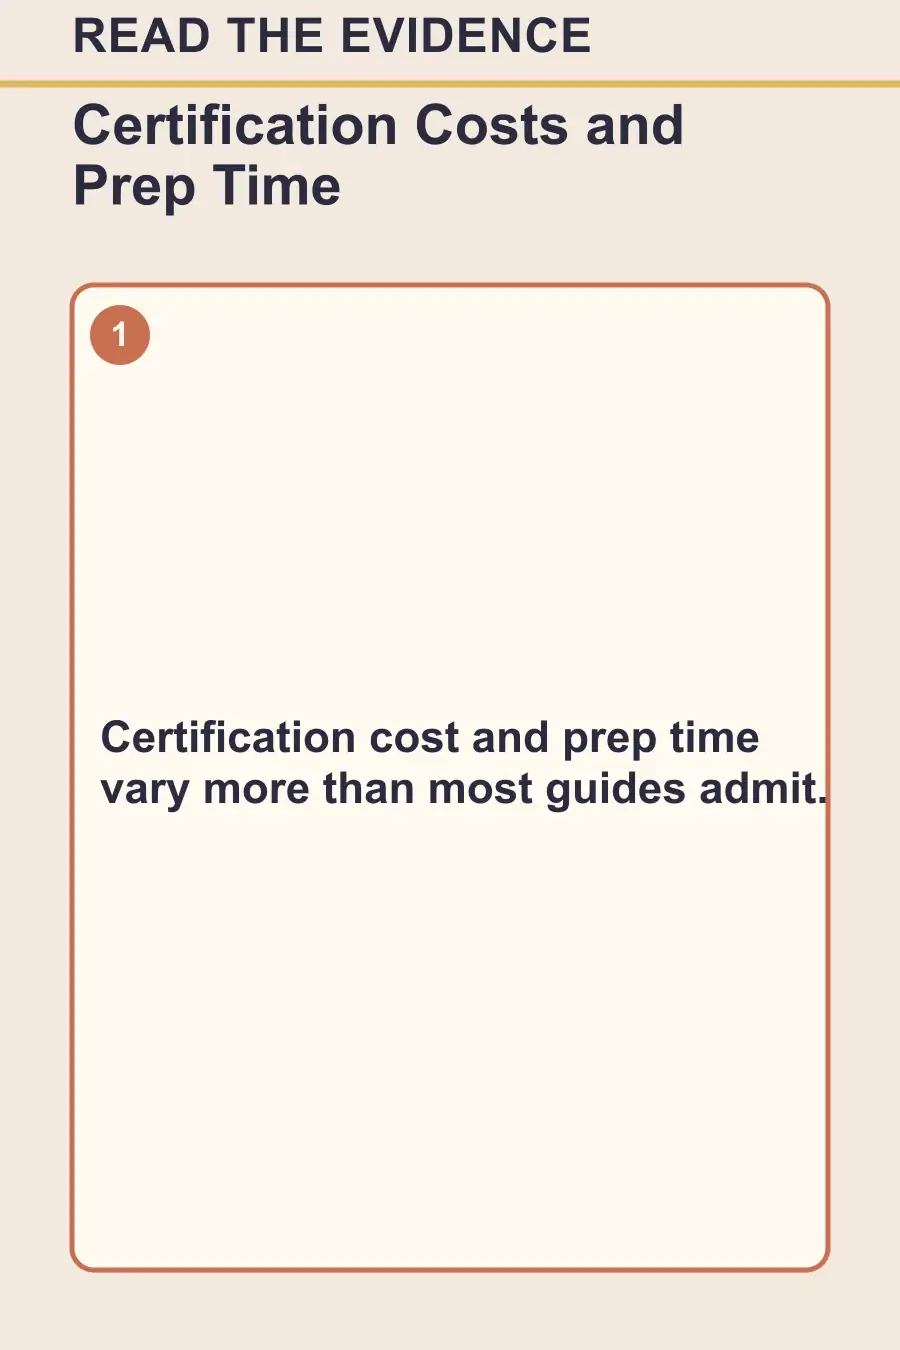 READ THE EVIDENCE
Certification Costs and
Prep Time
1
Certification cost and prep time
vary more than most guides admit.